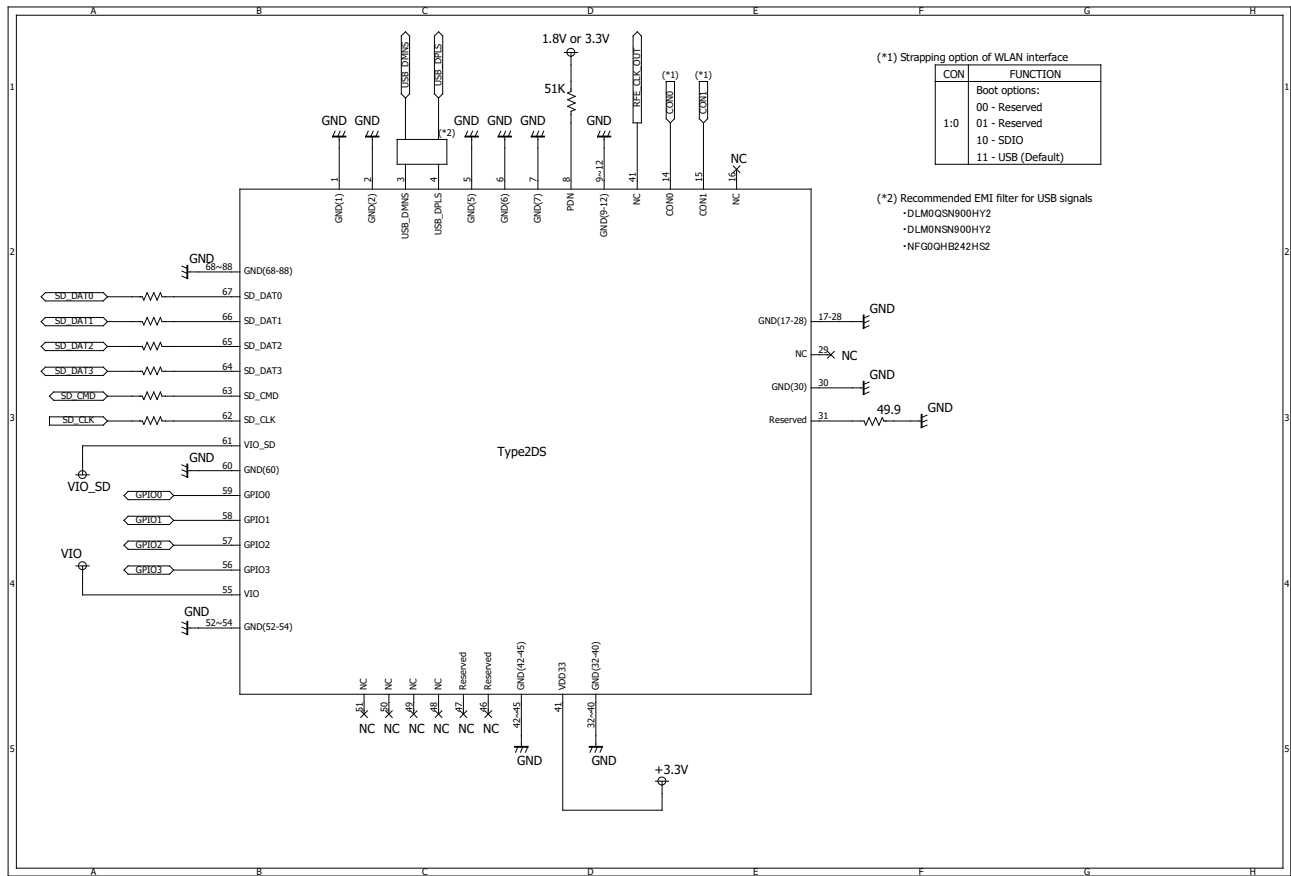 A B C D E F G H
1 1
2 2
3 3
4 4
5 5
USB_DMNS
USB_DPLS
1.8V or 3.3V
51K
RFE_CLK_OUT
(*1)
CON0
(*1)
CON1
GND
GND
(*2)
GND
GND
GND
GND
NC
1
2
3
4
5
6
7
8
9~12
41
14
15
16
GND(1)
GND(2)
USB_DMNS
USB_DPLS
GND(5)
GND(6)
GND(7)
PDN
GND(9-12)
NC
CON0
CON1
NC
(*1) Strapping option of WLAN interface
CON FUNCTION
1:0
Boot options:
00 - Reserved
01 - Reserved
10 - SDIO
11 - USB (Default)
(*2) Recommended EMI filter for USB signals
・DLM0QSN900HY2
・DLM0NSN900HY2
・NFG0QHB242HS2
GND 68~88 GND(68-88)
SD_DAT0 67 SD_DAT0
SD_DAT1 66 SD_DAT1
SD_DAT2 65 SD_DAT2
SD_DAT3 64 SD_DAT3
SD_CMD 63 SD_CMD
SD_CLK 62 SD_CLK
61 VIO_SD
VIO_SD
GND 60 GND(60)
GPIO0 59 GPIO0
GPIO1 58 GPIO1
GPIO2 57 GPIO2
GPIO3 56 GPIO3
VIO
55 VIO
GND 52~54 GND(52-54)
Type2DS
GND(17-28) 17-28 GND
NC 29 NC
GND(30) 30 GND
Reserved 31 49.9 GND
NC
NC
NC
NC
Reserved
Reserved
GND(42-45)
VDD33
GND(32-40)
51
50
49
48
47
46
42~45
41
32~40
NC NC NC NC NC NC
GND
GND
+3.3V
A B C D E F G H